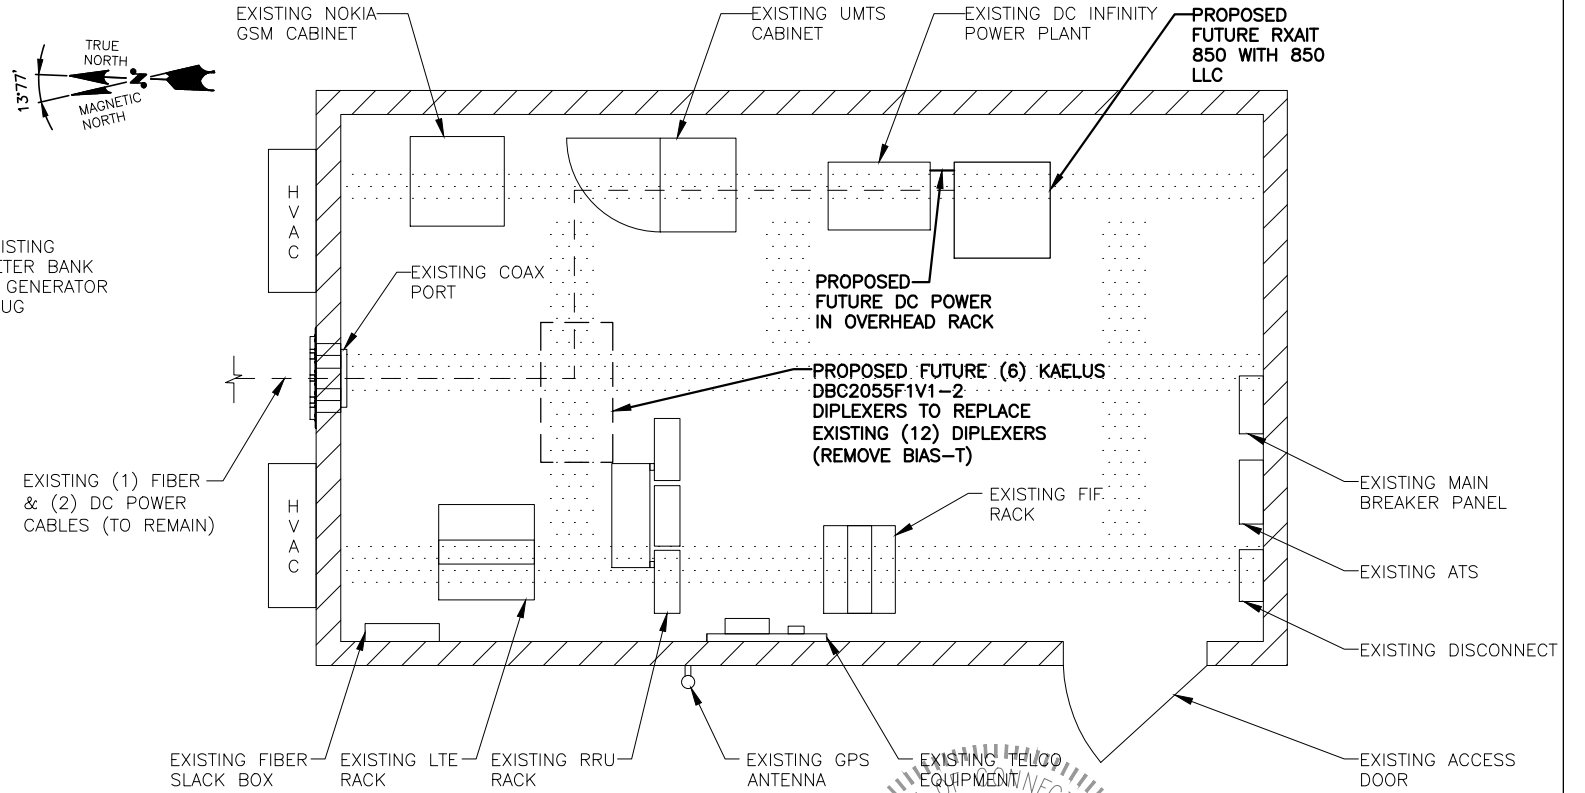 EXISTING NOKIA
GSM CABINET
EXISTING UMTS
CABINET
EXISTING DC INFINITY
POWER PLANT
PROPOSED
FUTURE RXAIT
850 WITH 850
LLC
TRUE
NORTH
13°77'
MAGNETIC
NORTH
HVAC
ISTING
ETER BANK
GENERATOR
UG
EXISTING COAX
PORT
PROPOSED
FUTURE DC POWER
IN OVERHEAD RACK
PROPOSED FUTURE (6) KAELUS
DBC2055F1V1-2
DIPLEXERS TO REPLACE
EXISTING (12) DIPLEXERS
(REMOVE BIAS-T)
EXISTING (1) FIBER
& (2) DC POWER
CABLES (TO REMAIN)
HVAC
EXISTING FIF
RACK
EXISTING MAIN
BREAKER PANEL
EXISTING ATS
EXISTING DISCONNECT
EXISTING FIBER
SLACK BOX
EXISTING LTE
RACK
EXISTING RRU
RACK
EXISTING GPS
ANTENNA
EXISTING TELCO
EQUIPMENT
EXISTING ACCESS
DOOR